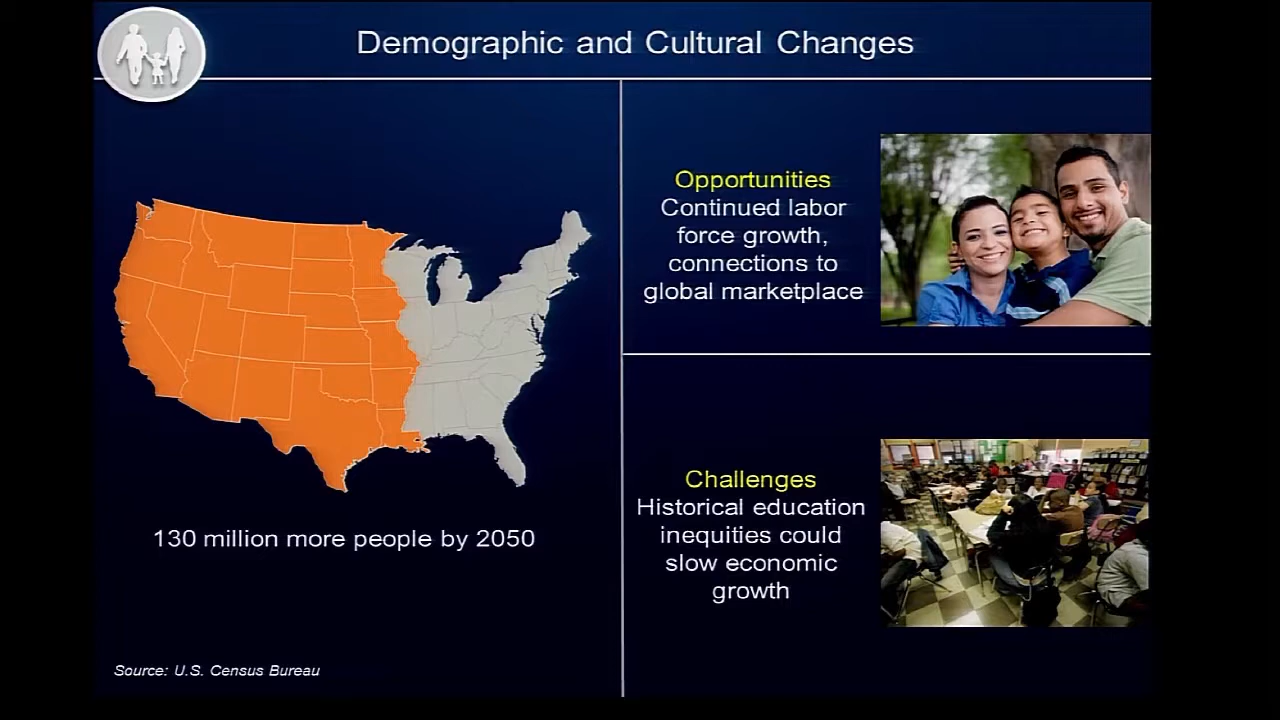 Demographic and Cultural Changes
130 million more people by 2050
Source: U.S. Census Bureau
Opportunities
Continued labor
force growth,
connections to
global marketplace
Challenges
Historical education
inequities could
slow economic
growth